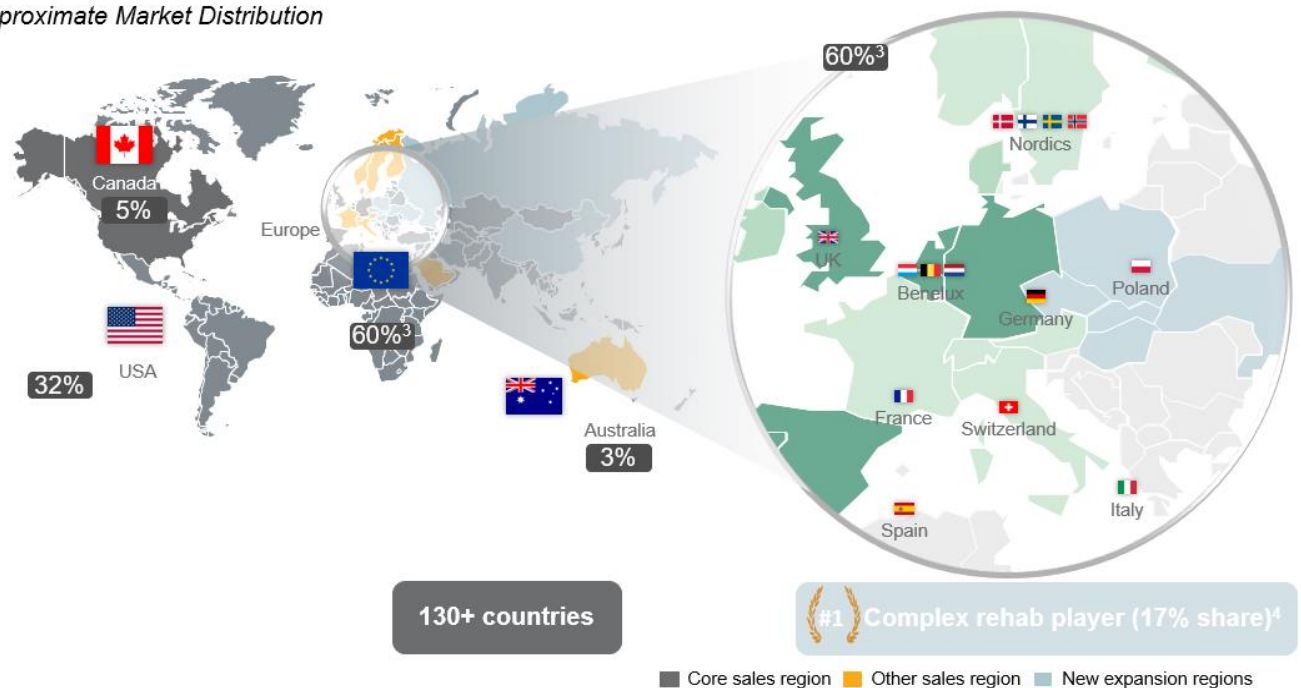 proximate Market Distribution
60%³
Nordics
Canada
5%
Europe
UK
Benelux
Germany
Poland
60%³
32%
USA
France
Switzerland
Australia
3%
Italy
Spain
130+ countries
#1 Complex rehab player (17% share)⁴
Core sales region
Other sales region
New expansion regions